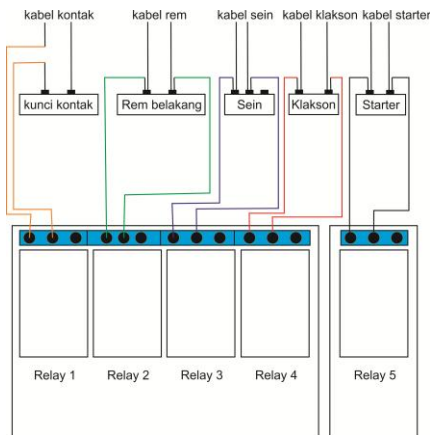 kabel kontak
kabel rem
kabel sein
kabel klakson
kabel starter
kunci kontak
Rem belakang
Sein
Klakson
Starter
Relay 1
Relay 2
Relay 3
Relay 4
Relay 5